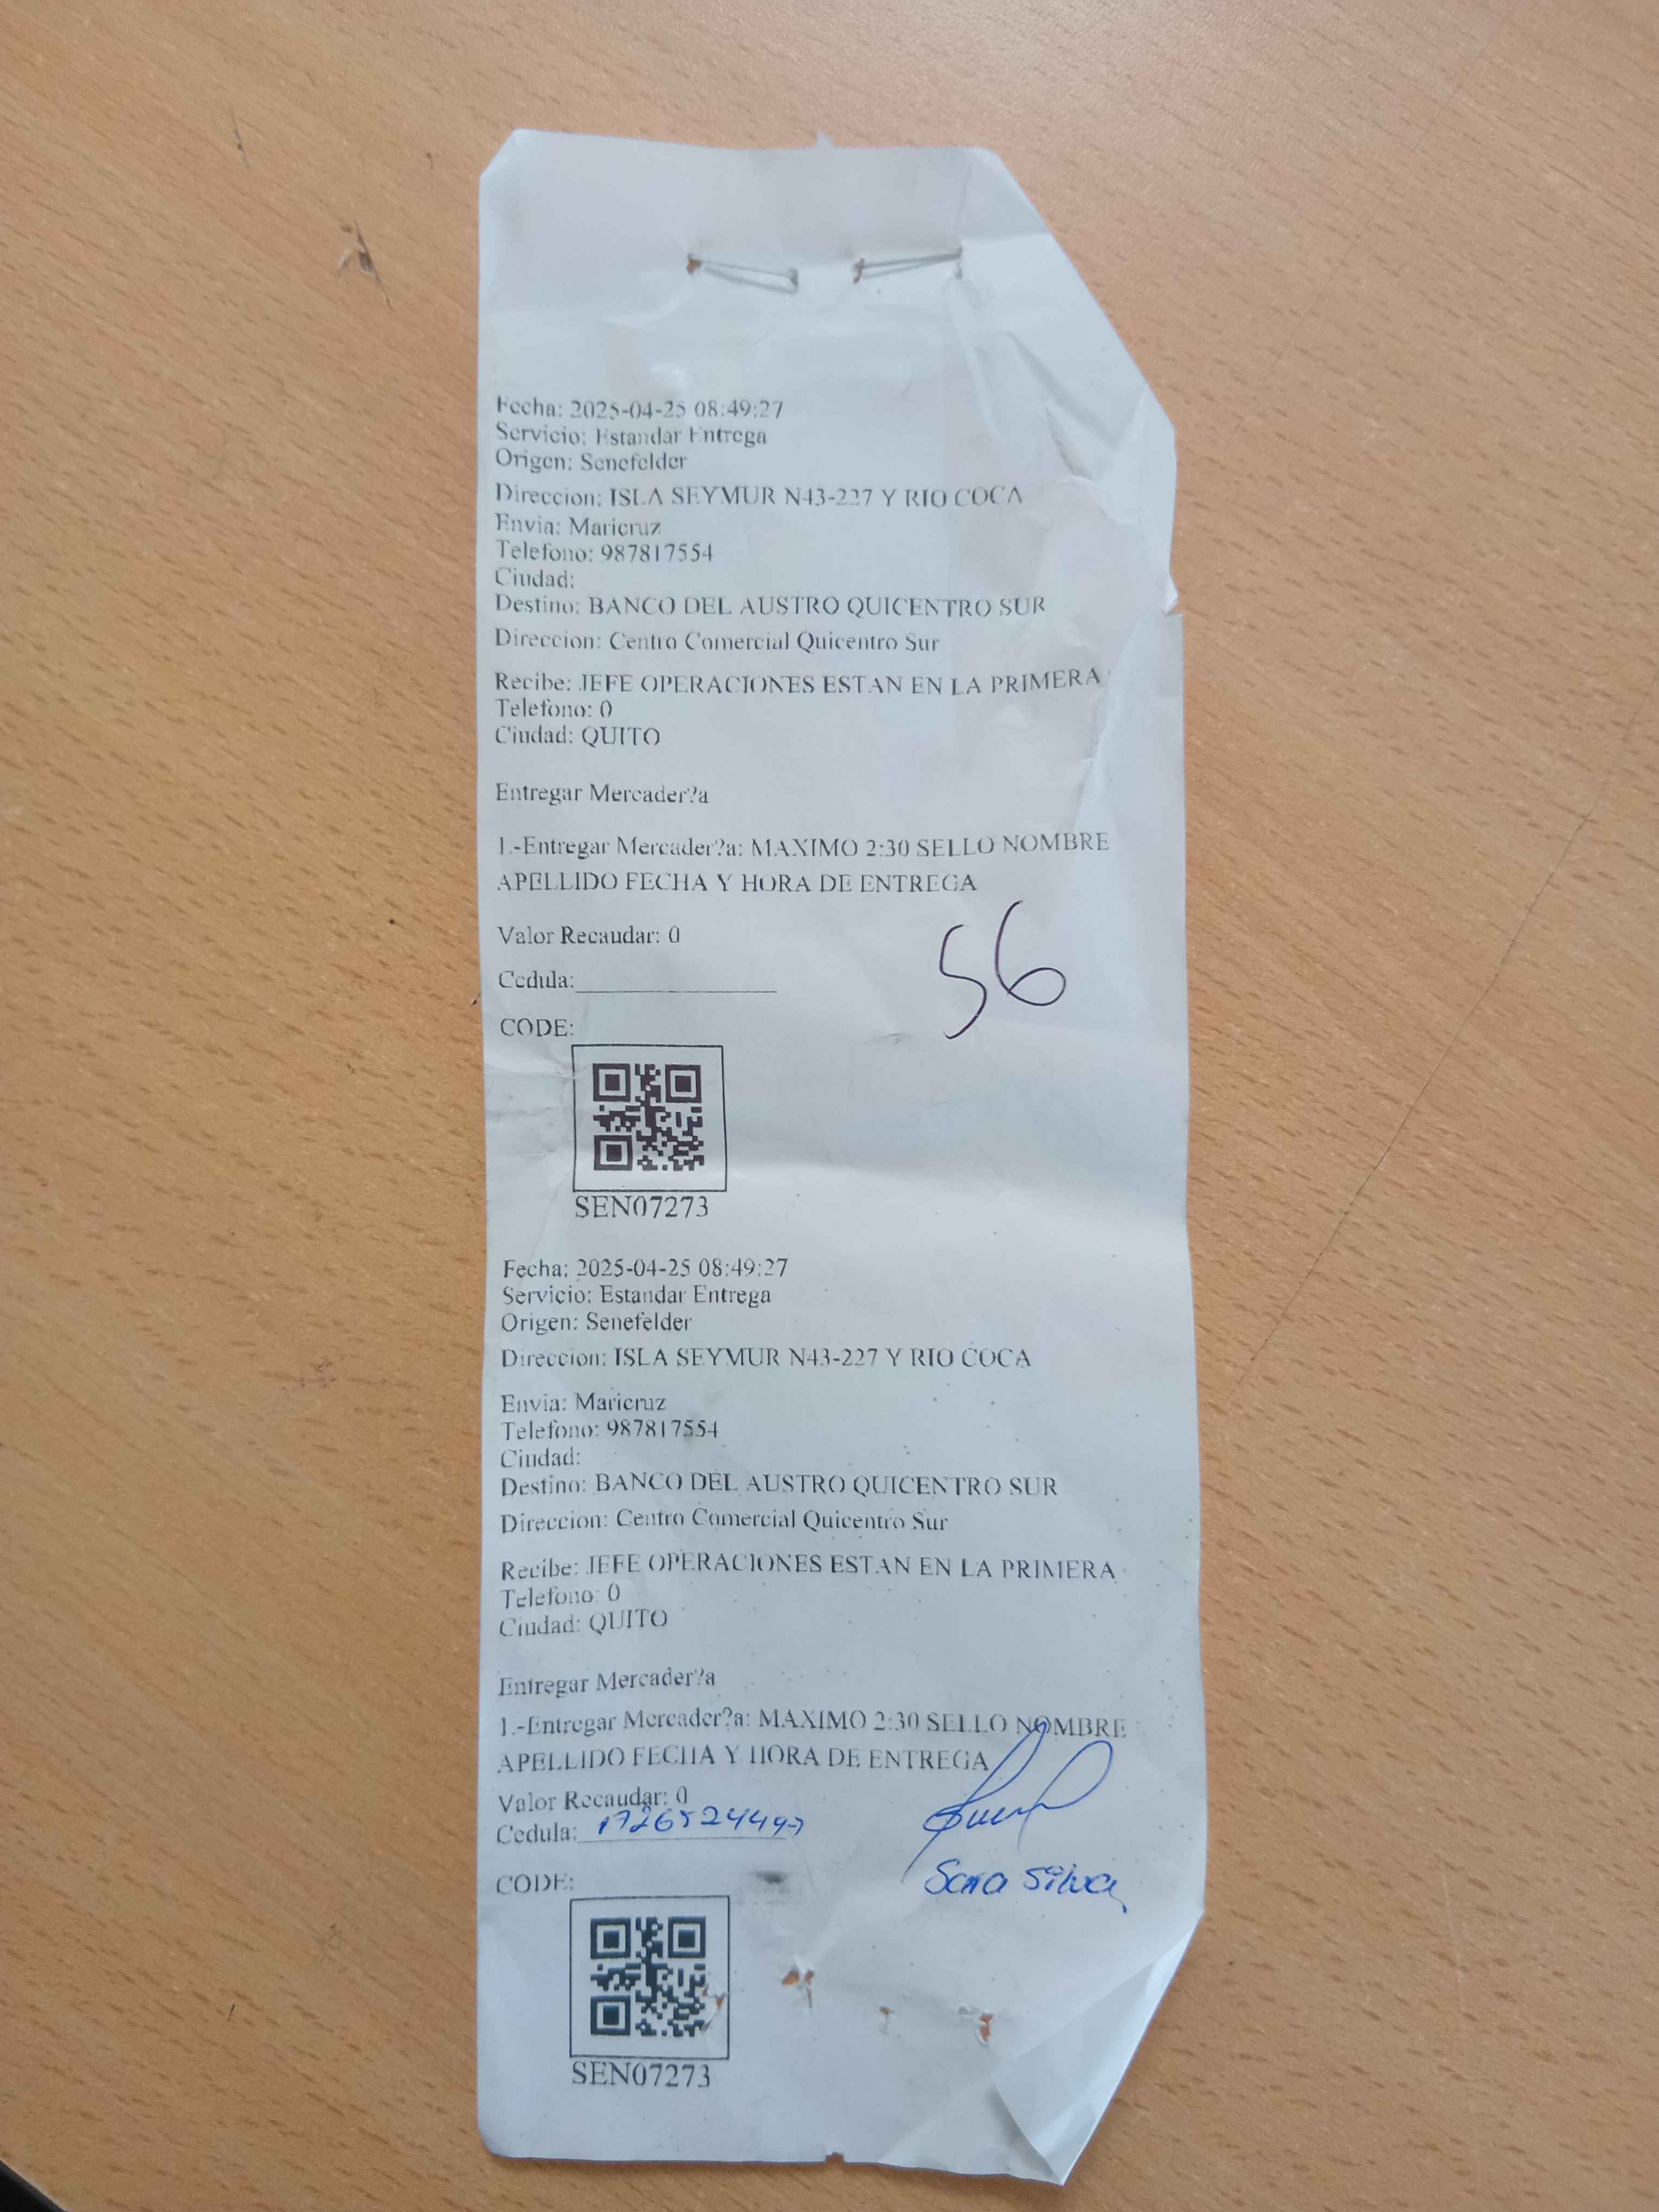 Fecha: 2025-04-25 08:49:27
Servicio: Estandar Entrega
Origen: Senefelder
Direccion: ISLA SEYMUR N43-227 Y RIO COCA
Envia: Maricruz
Telefono: 987817554
Ciudad:
Destino: BANCO DEL AUSTRO QUICENTRO SUR
Direccion: Centro Comercial Quicentro Sur
Recibe: JEFE OPERACIONES ESTAN EN LA PRIMERA
Telefono: 0
Ciudad: QUITO
Entregar Mercader?a
1.-Entregar Mercader?a: MAXIMO 2:30 SELLO NOMBRE
APELLIDO FECHA Y HORA DE ENTREGA
Valor Recaudar: 0
56
Cedula:
CODE:
SEN07273
Fecha: 2025-04-25 08:49:27
Servicio: Estandar Entrega
Origen: Senefelder
Direccion: ISLA SEYMUR N43-227 Y RIO COCA
Envia: Maricruz
Telefono: 987817554
Ciudad:
Destino: BANCO DEL AUSTRO QUICENTRO SUR
Direccion: Centro Comercial Quicentro Sur
Recibe: JEFE OPERACIONES ESTAN EN LA PRIMERA
Telefono: 0
Ciudad: QUITO
Entregar Mercader?a
1.-Entregar Mercader?a: MAXIMO 2:30 SELLO NOMBRE
APELLIDO FECHA Y HORA DE ENTREGA
Valor Recaudar: 0
Cedula: 1726524497
Sara Silva
CODE:
SEN07273